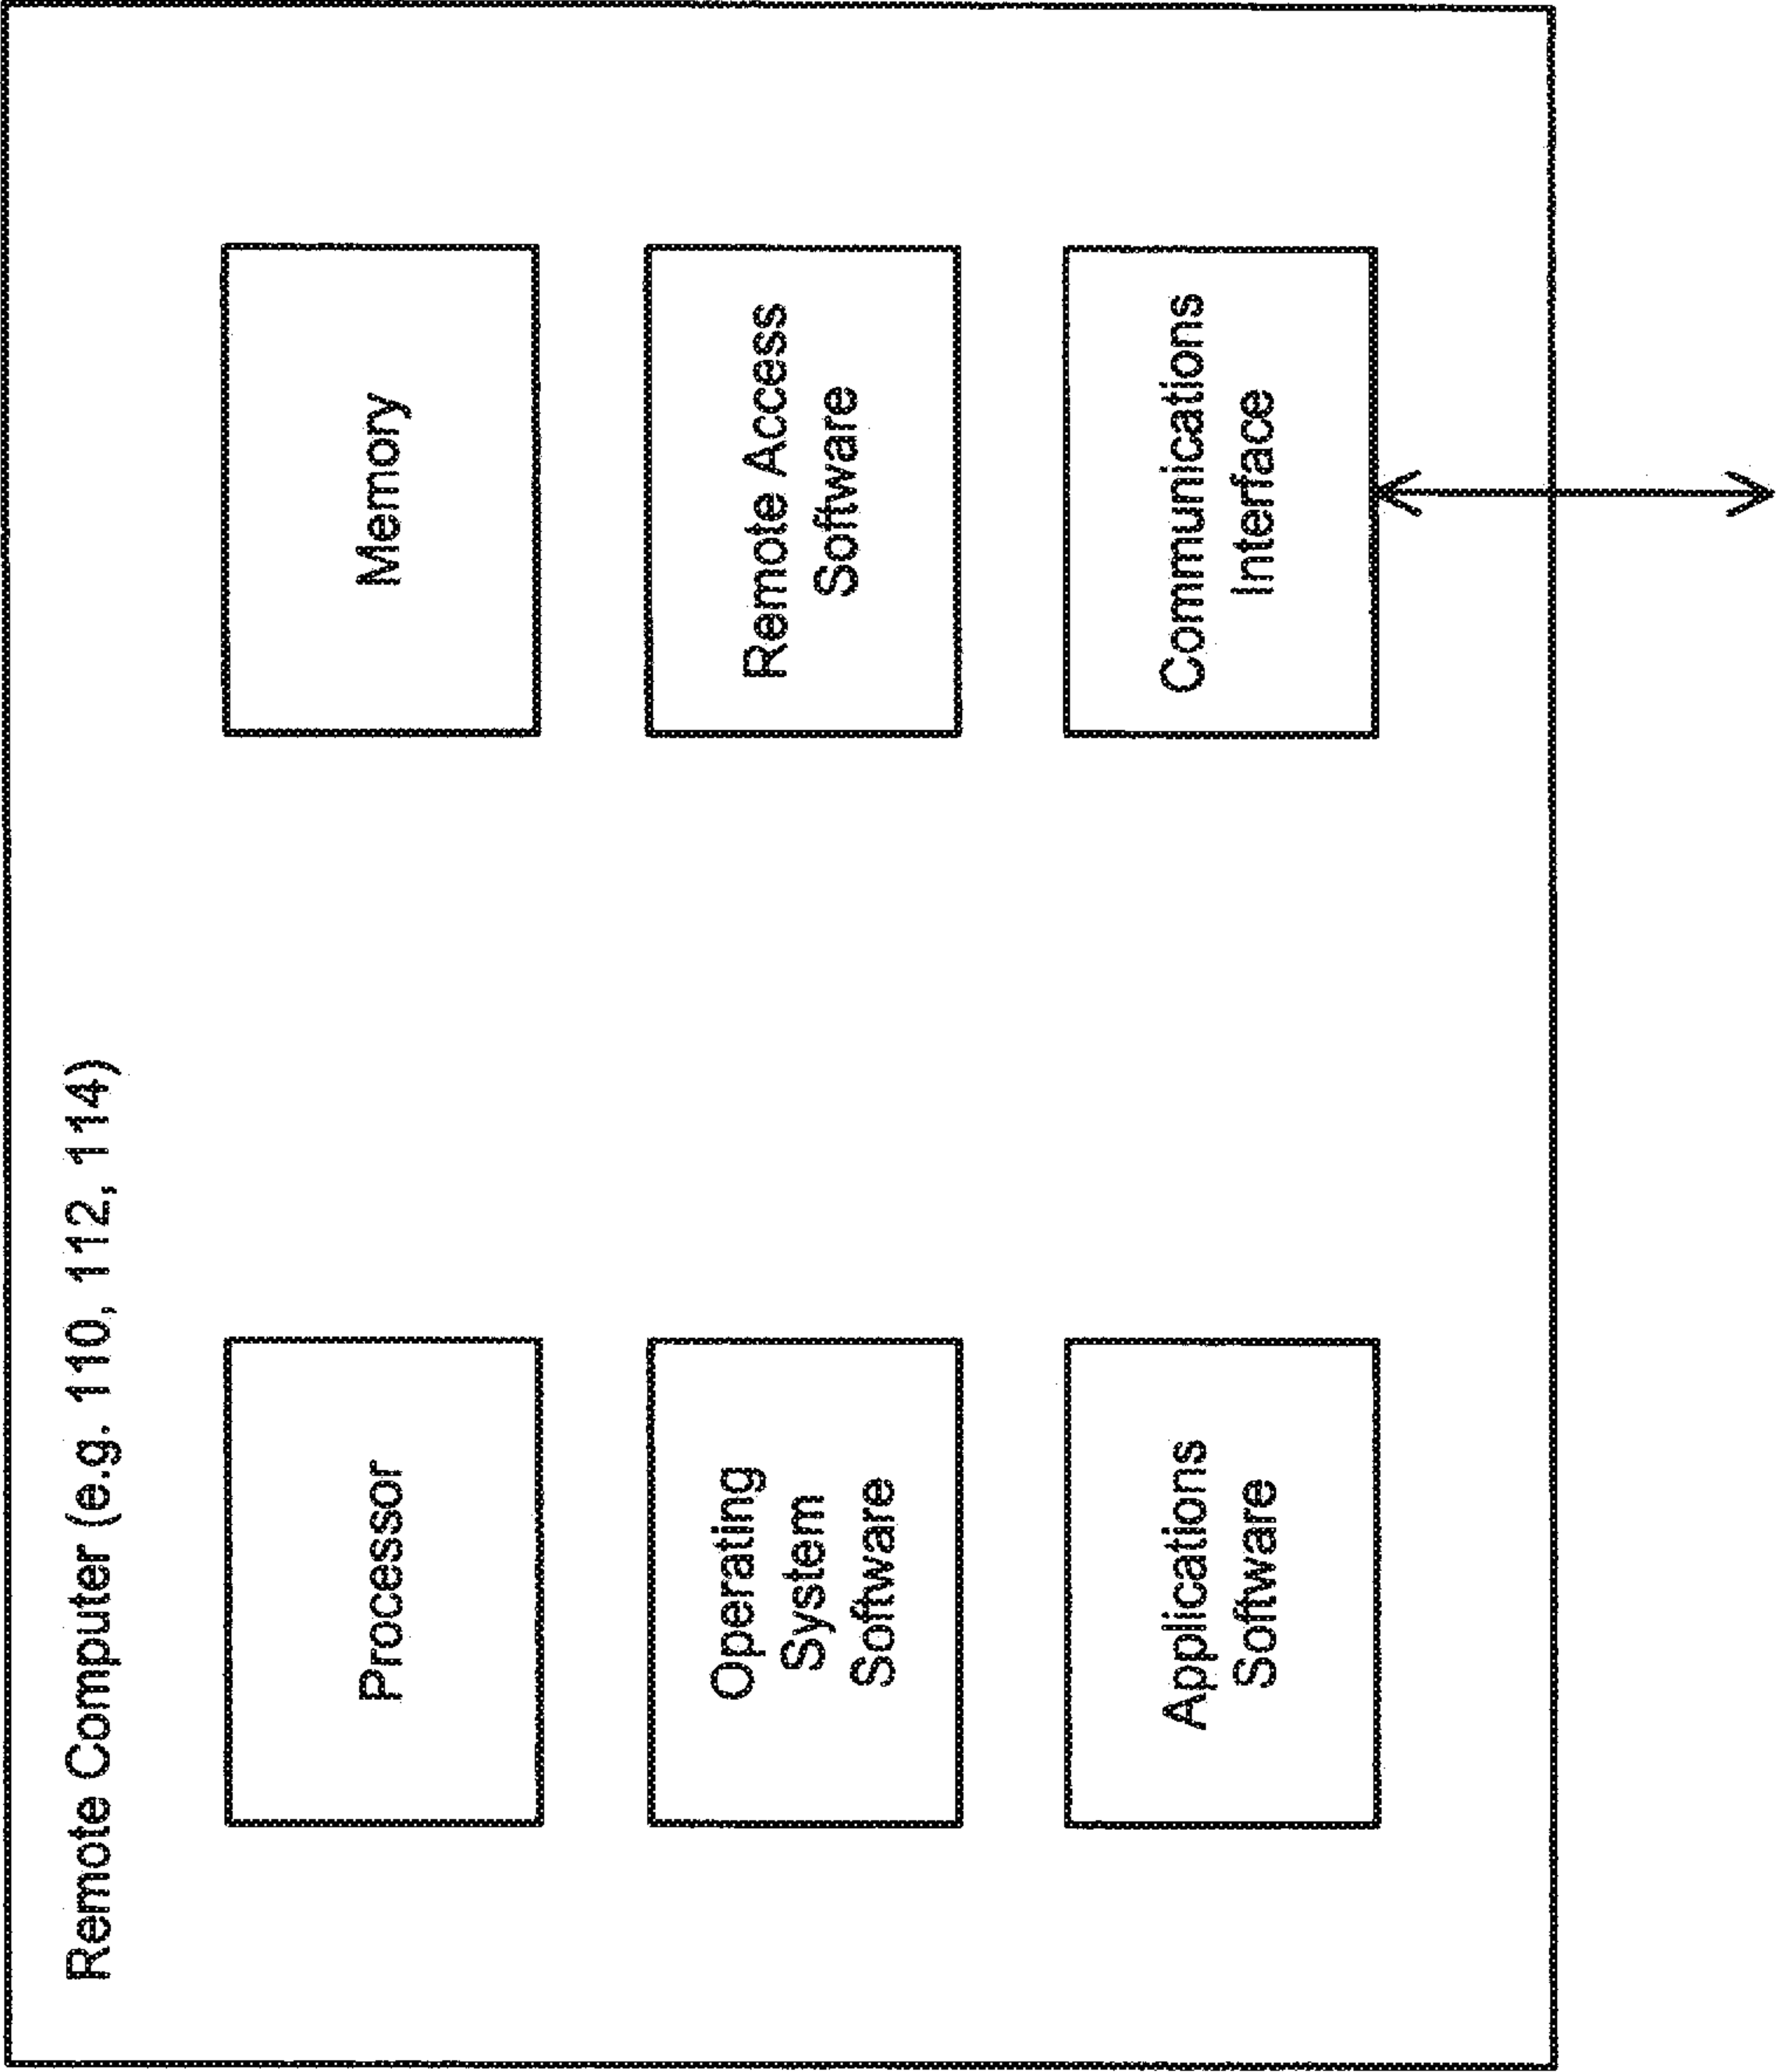 Remote Computer (e.g. 110, 112, 114)
Processor
Memory
Operating
System
Software
Remote Access
Software
Applications
Software
Communications
Interface